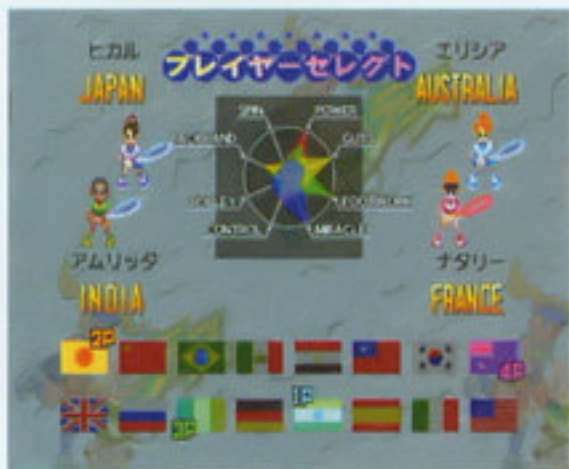 ヒカル
JAPAN
プレイヤーセレクト
エリシア
AUSTRALIA
SPIN
POWER
BACKHAND
GUTS
VOLLEY
FOOTWORK
CONTROL
MIRACLE
アムリッタ
INDIA
ナタリー
FRANCE
2P
4P
3P
1P